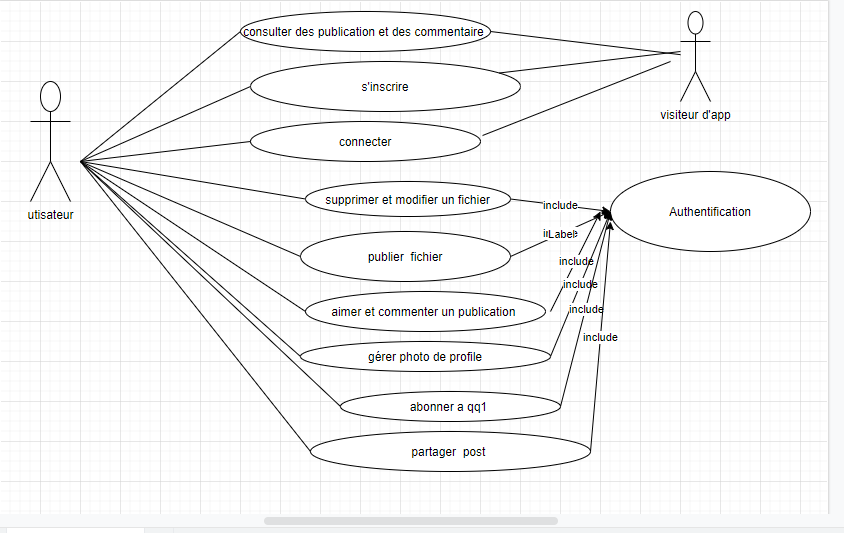 consulter des publication et des commentaire
s'inscrire
visiteur d'app
connecter
supprimer et modifier un fichier
include
Authentification
utisateur
Label
publier fichier
include
include
aimer et commenter un publication
include
include
gérer photo de profile
abonner a qq1
partager post